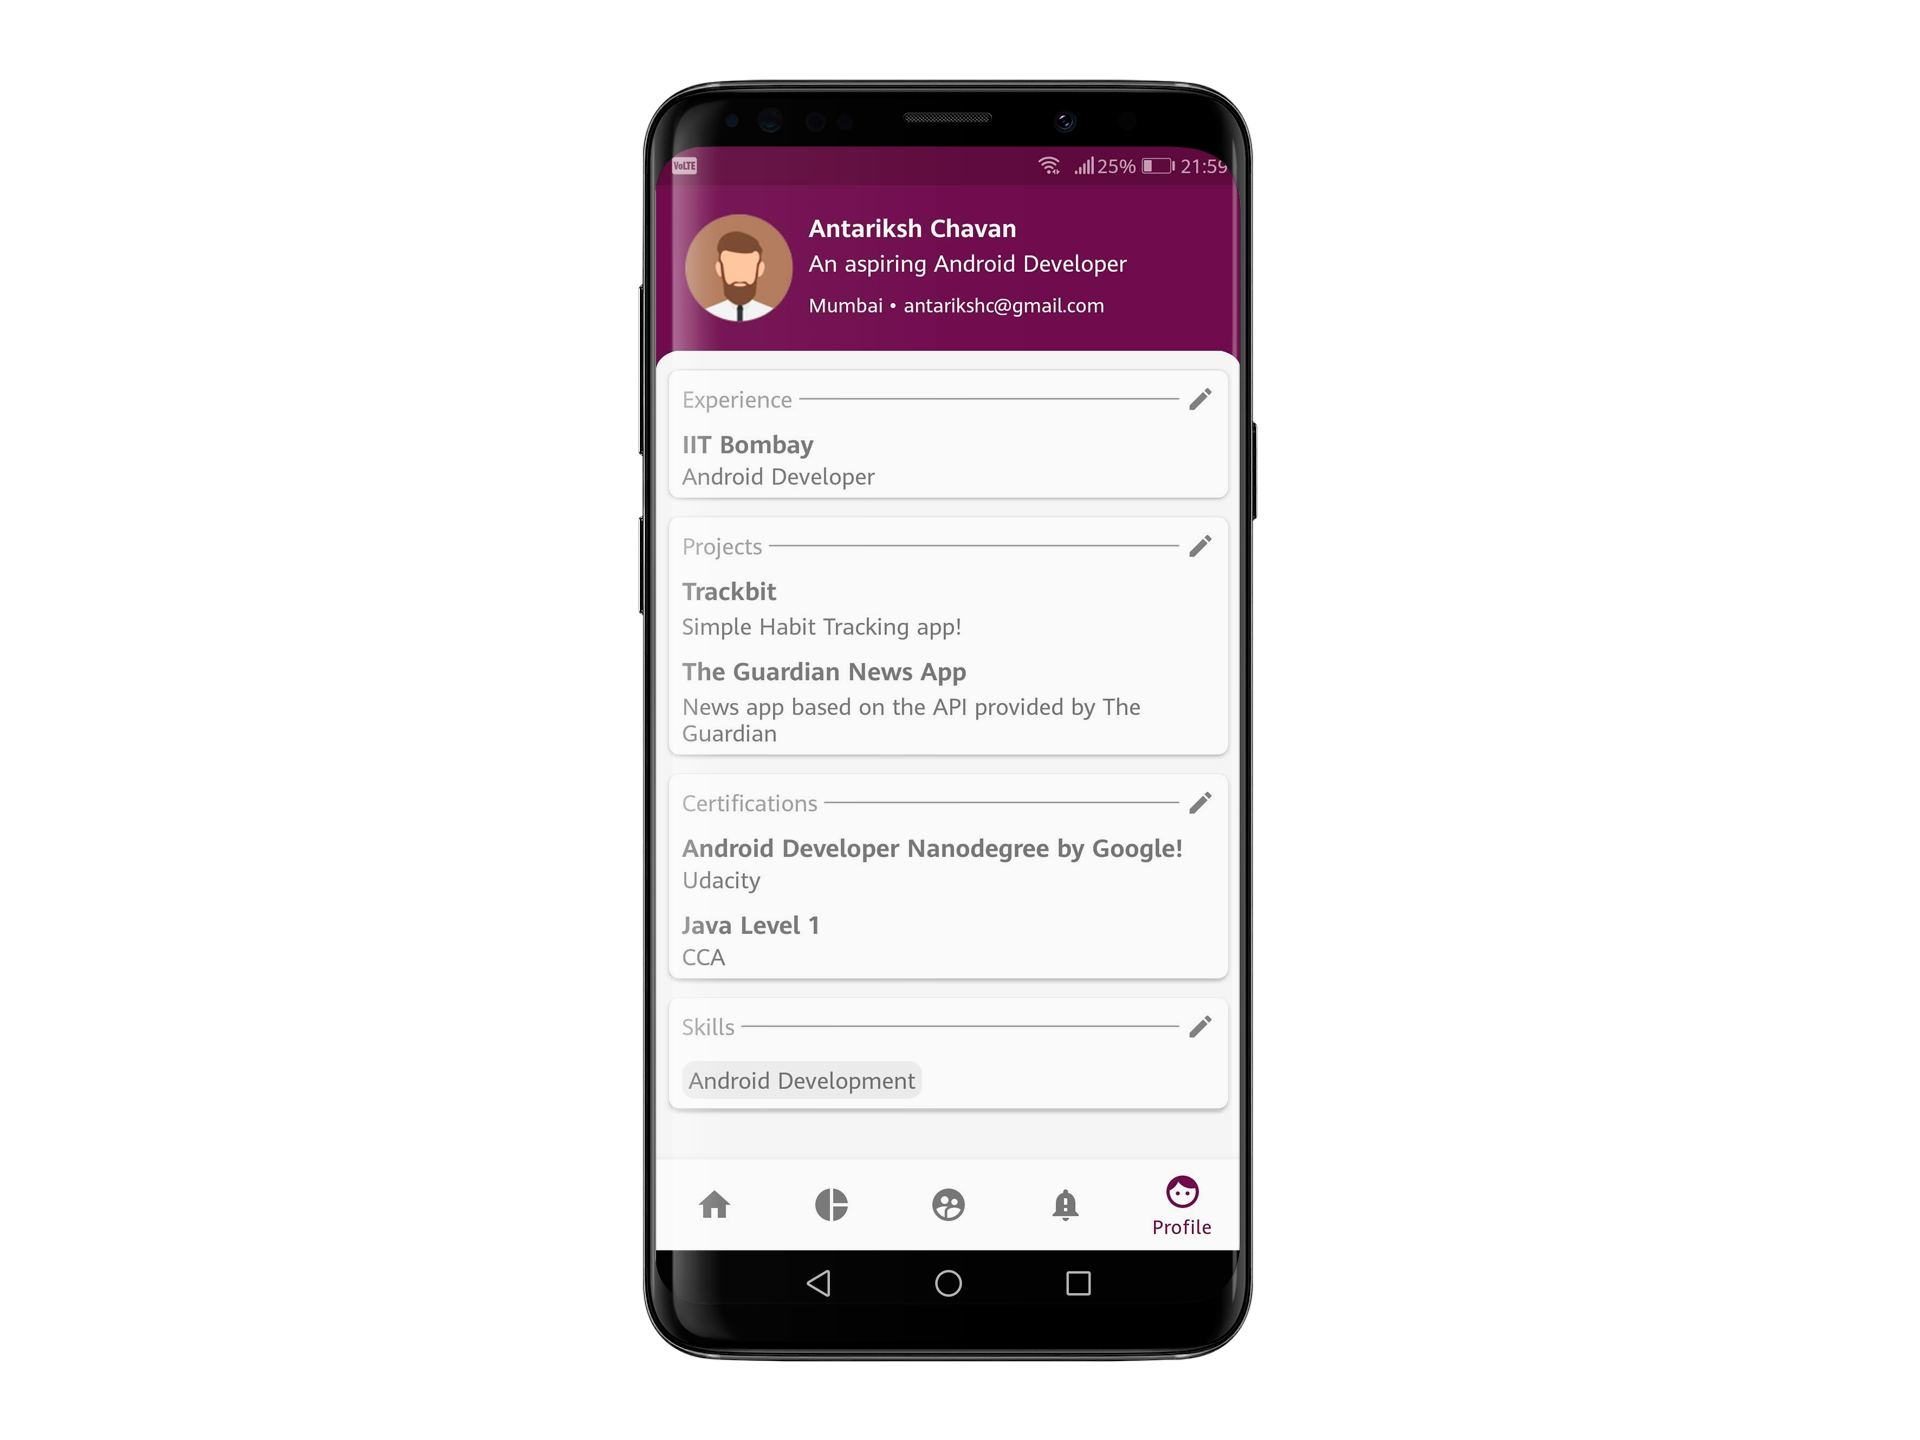 VoLTE 25% 21:59
Antariksh Chavan
An aspiring Android Developer
Mumbai • antarikshc@gmail.com
Experience
IIT Bombay
Android Developer
Projects
Trackbit
Simple Habit Tracking app!
The Guardian News App
News app based on the API provided by The
Guardian
Certifications
Android Developer Nanodegree by Google!
Udacity
Java Level 1
CCA
Skills
Android Development
Profile